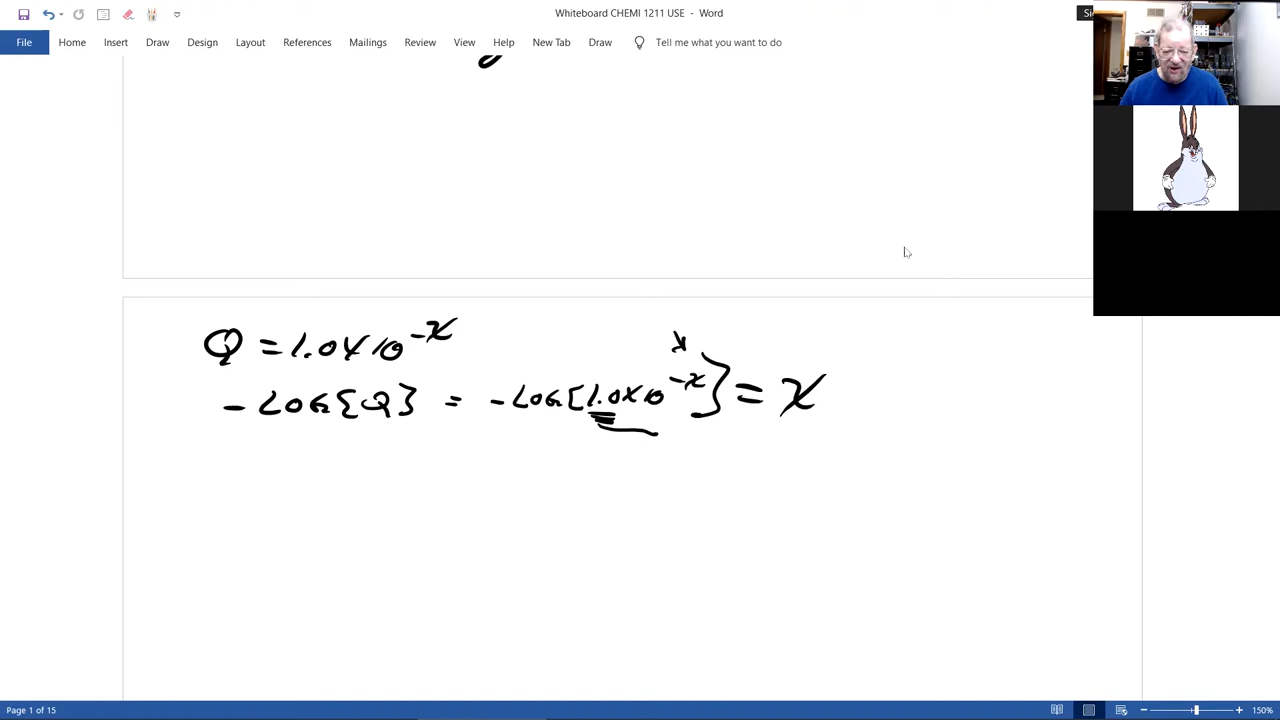 Whiteboard CHEMI 1211 USE - Word
File Home Insert Draw Design Layout References Mailings Review View Help New Tab Draw Tell me what you want to do
Q = 1.0 x 10^-x
- LOG{Q} = - LOG[1.0 x 10^-x] = x
Page 1 of 15
150%